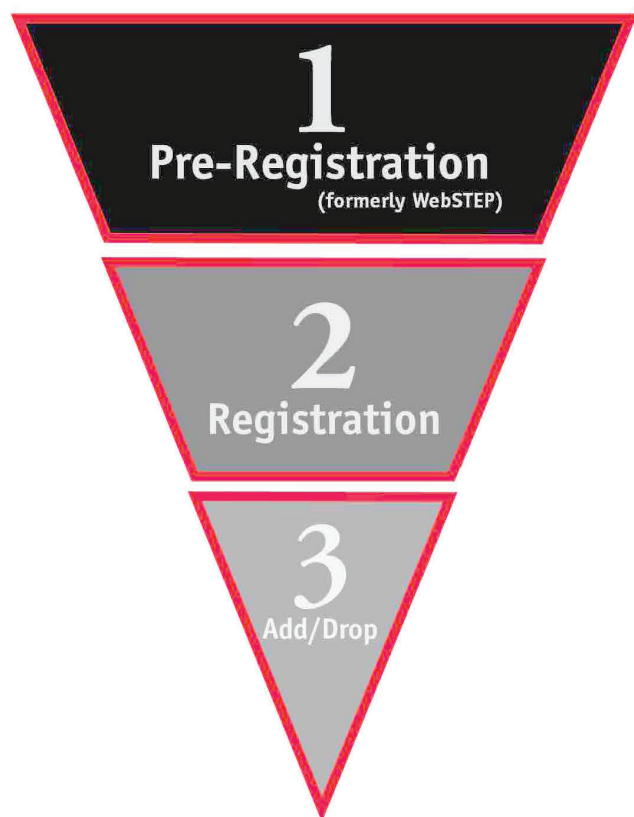 1
Pre-Registration
(formerly WebSTEP)
2
Registration
3
Add/Drop